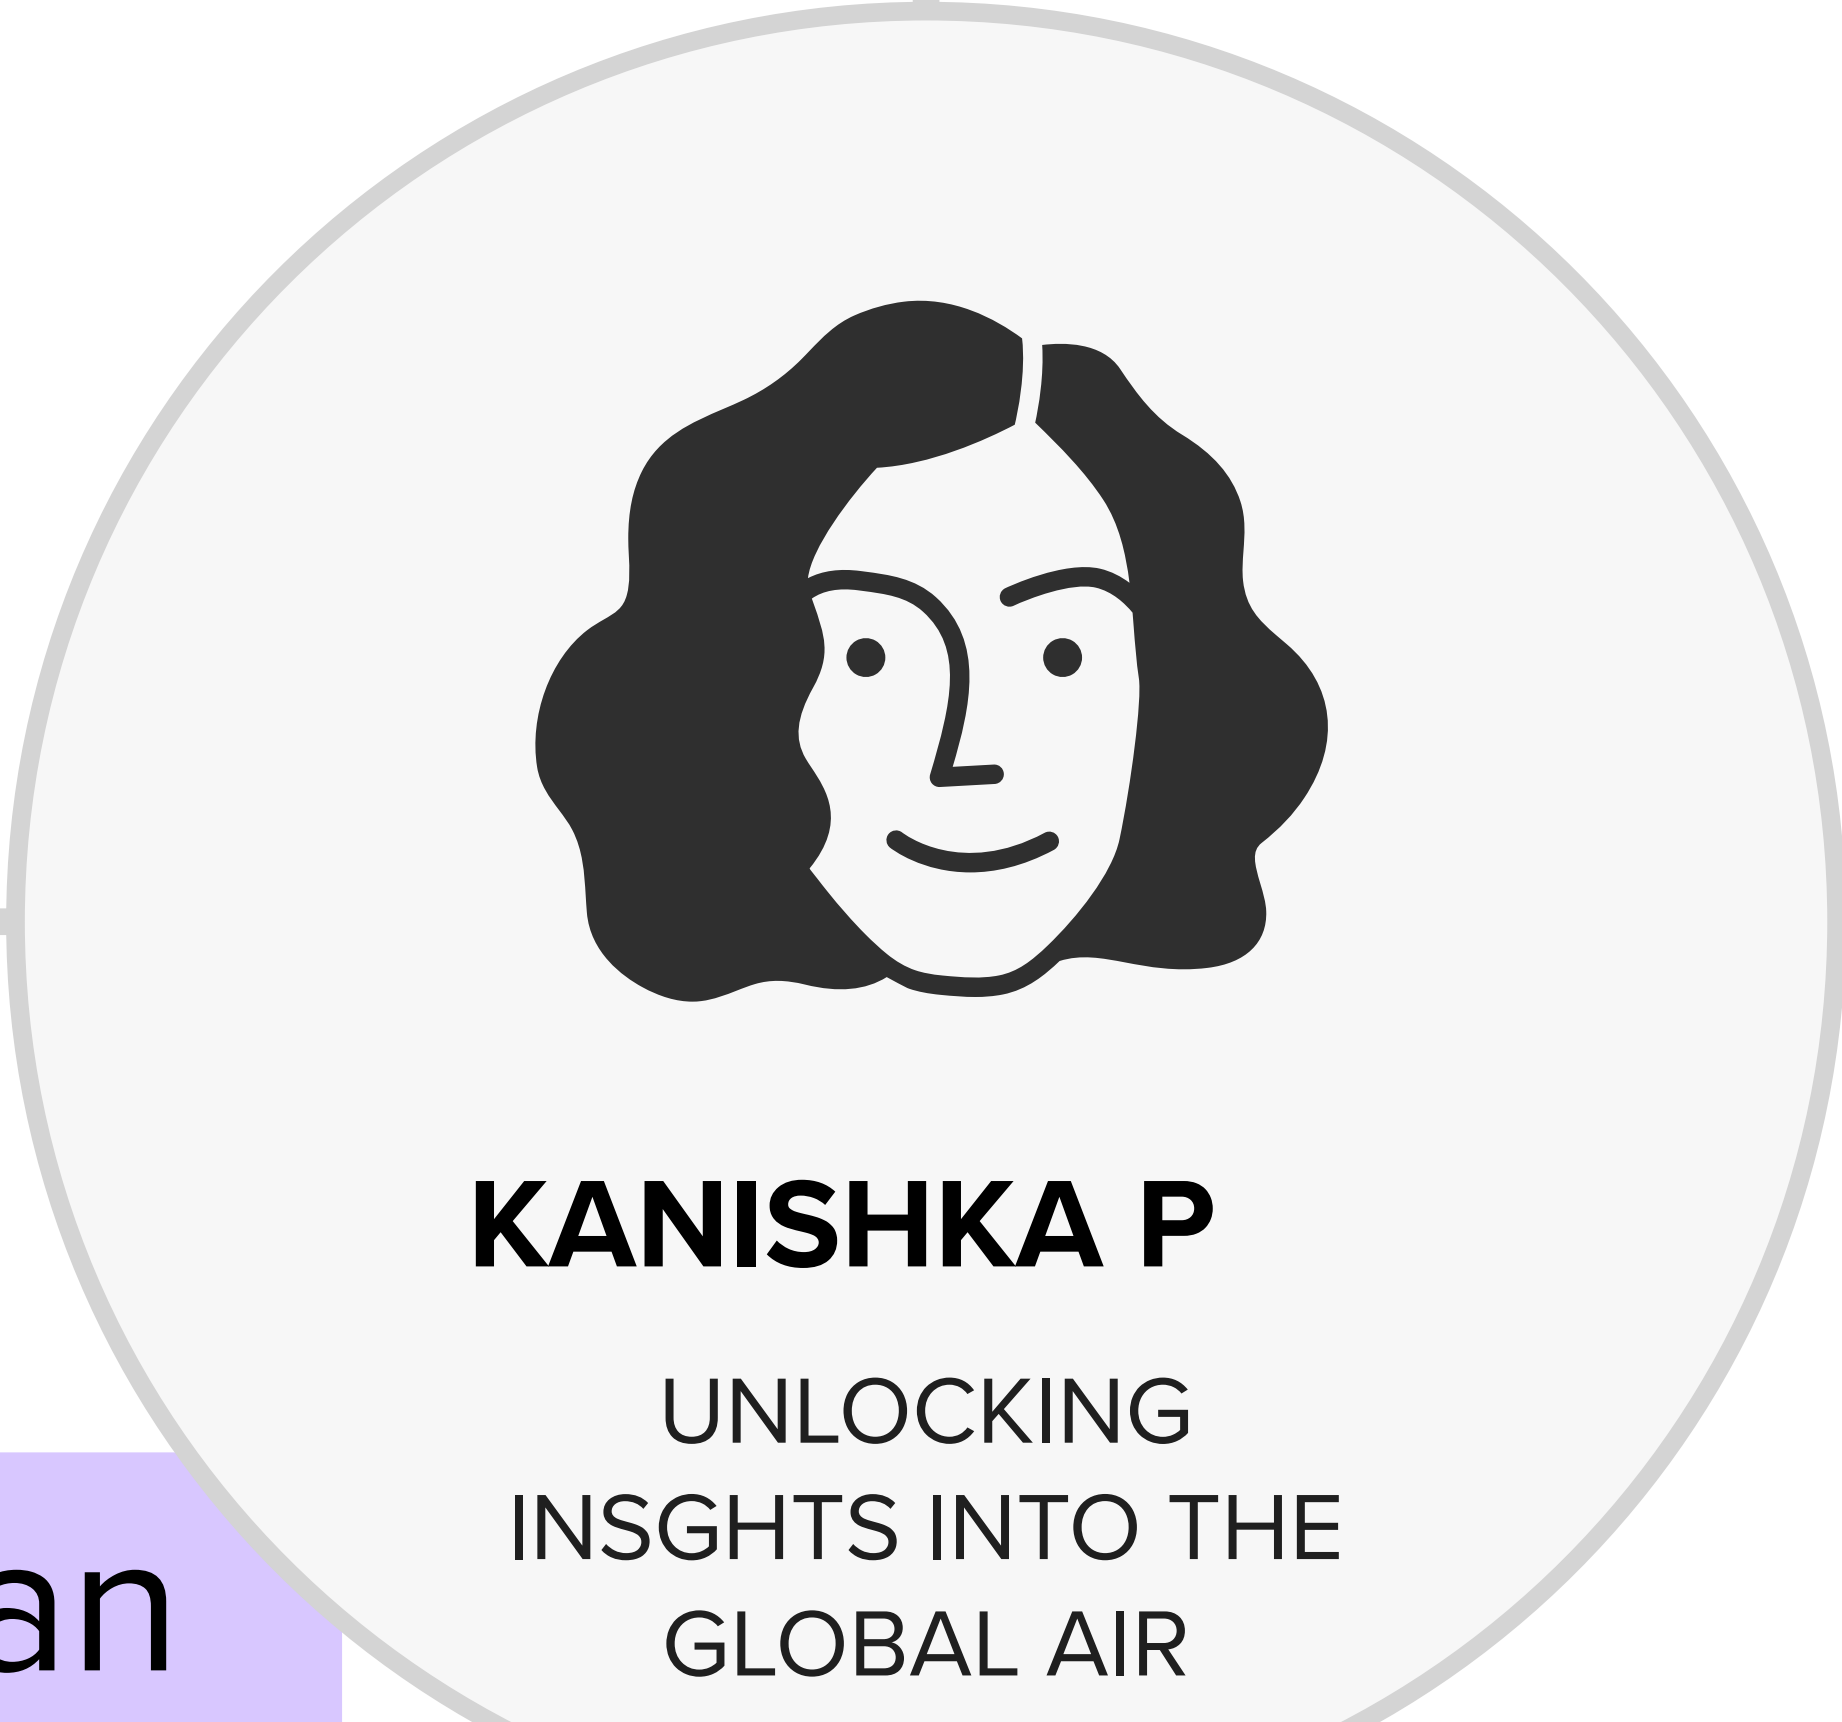 KANISHKA P
UNLOCKING
INSGHTS INTO THE
GLOBAL AIR
an